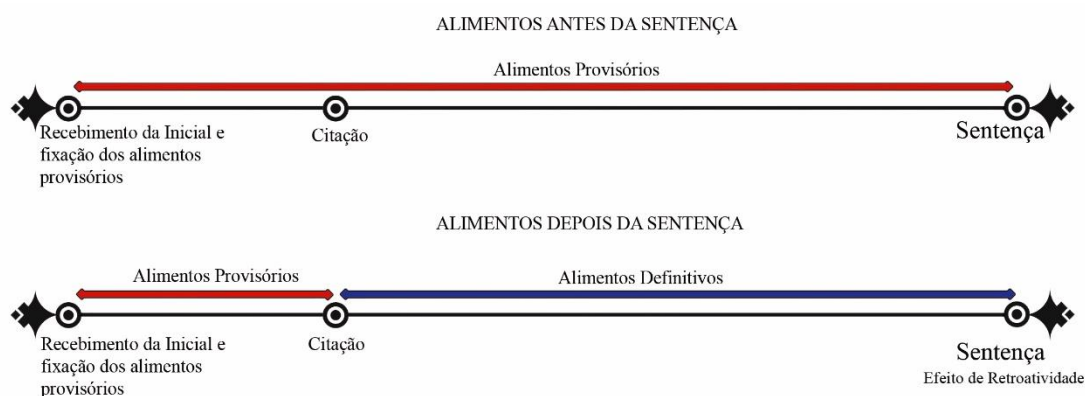 ALIMENTOS ANTES DA SENTENÇA
Alimentos Provisórios
Recebimento da Inicial e
fixação dos alimentos
provisórios
Citação
Sentença
ALIMENTOS DEPOIS DA SENTENÇA
Alimentos Provisórios
Alimentos Definitivos
Recebimento da Inicial e
fixação dos alimentos
provisórios
Citação
Sentença
Efeito de Retroatividade